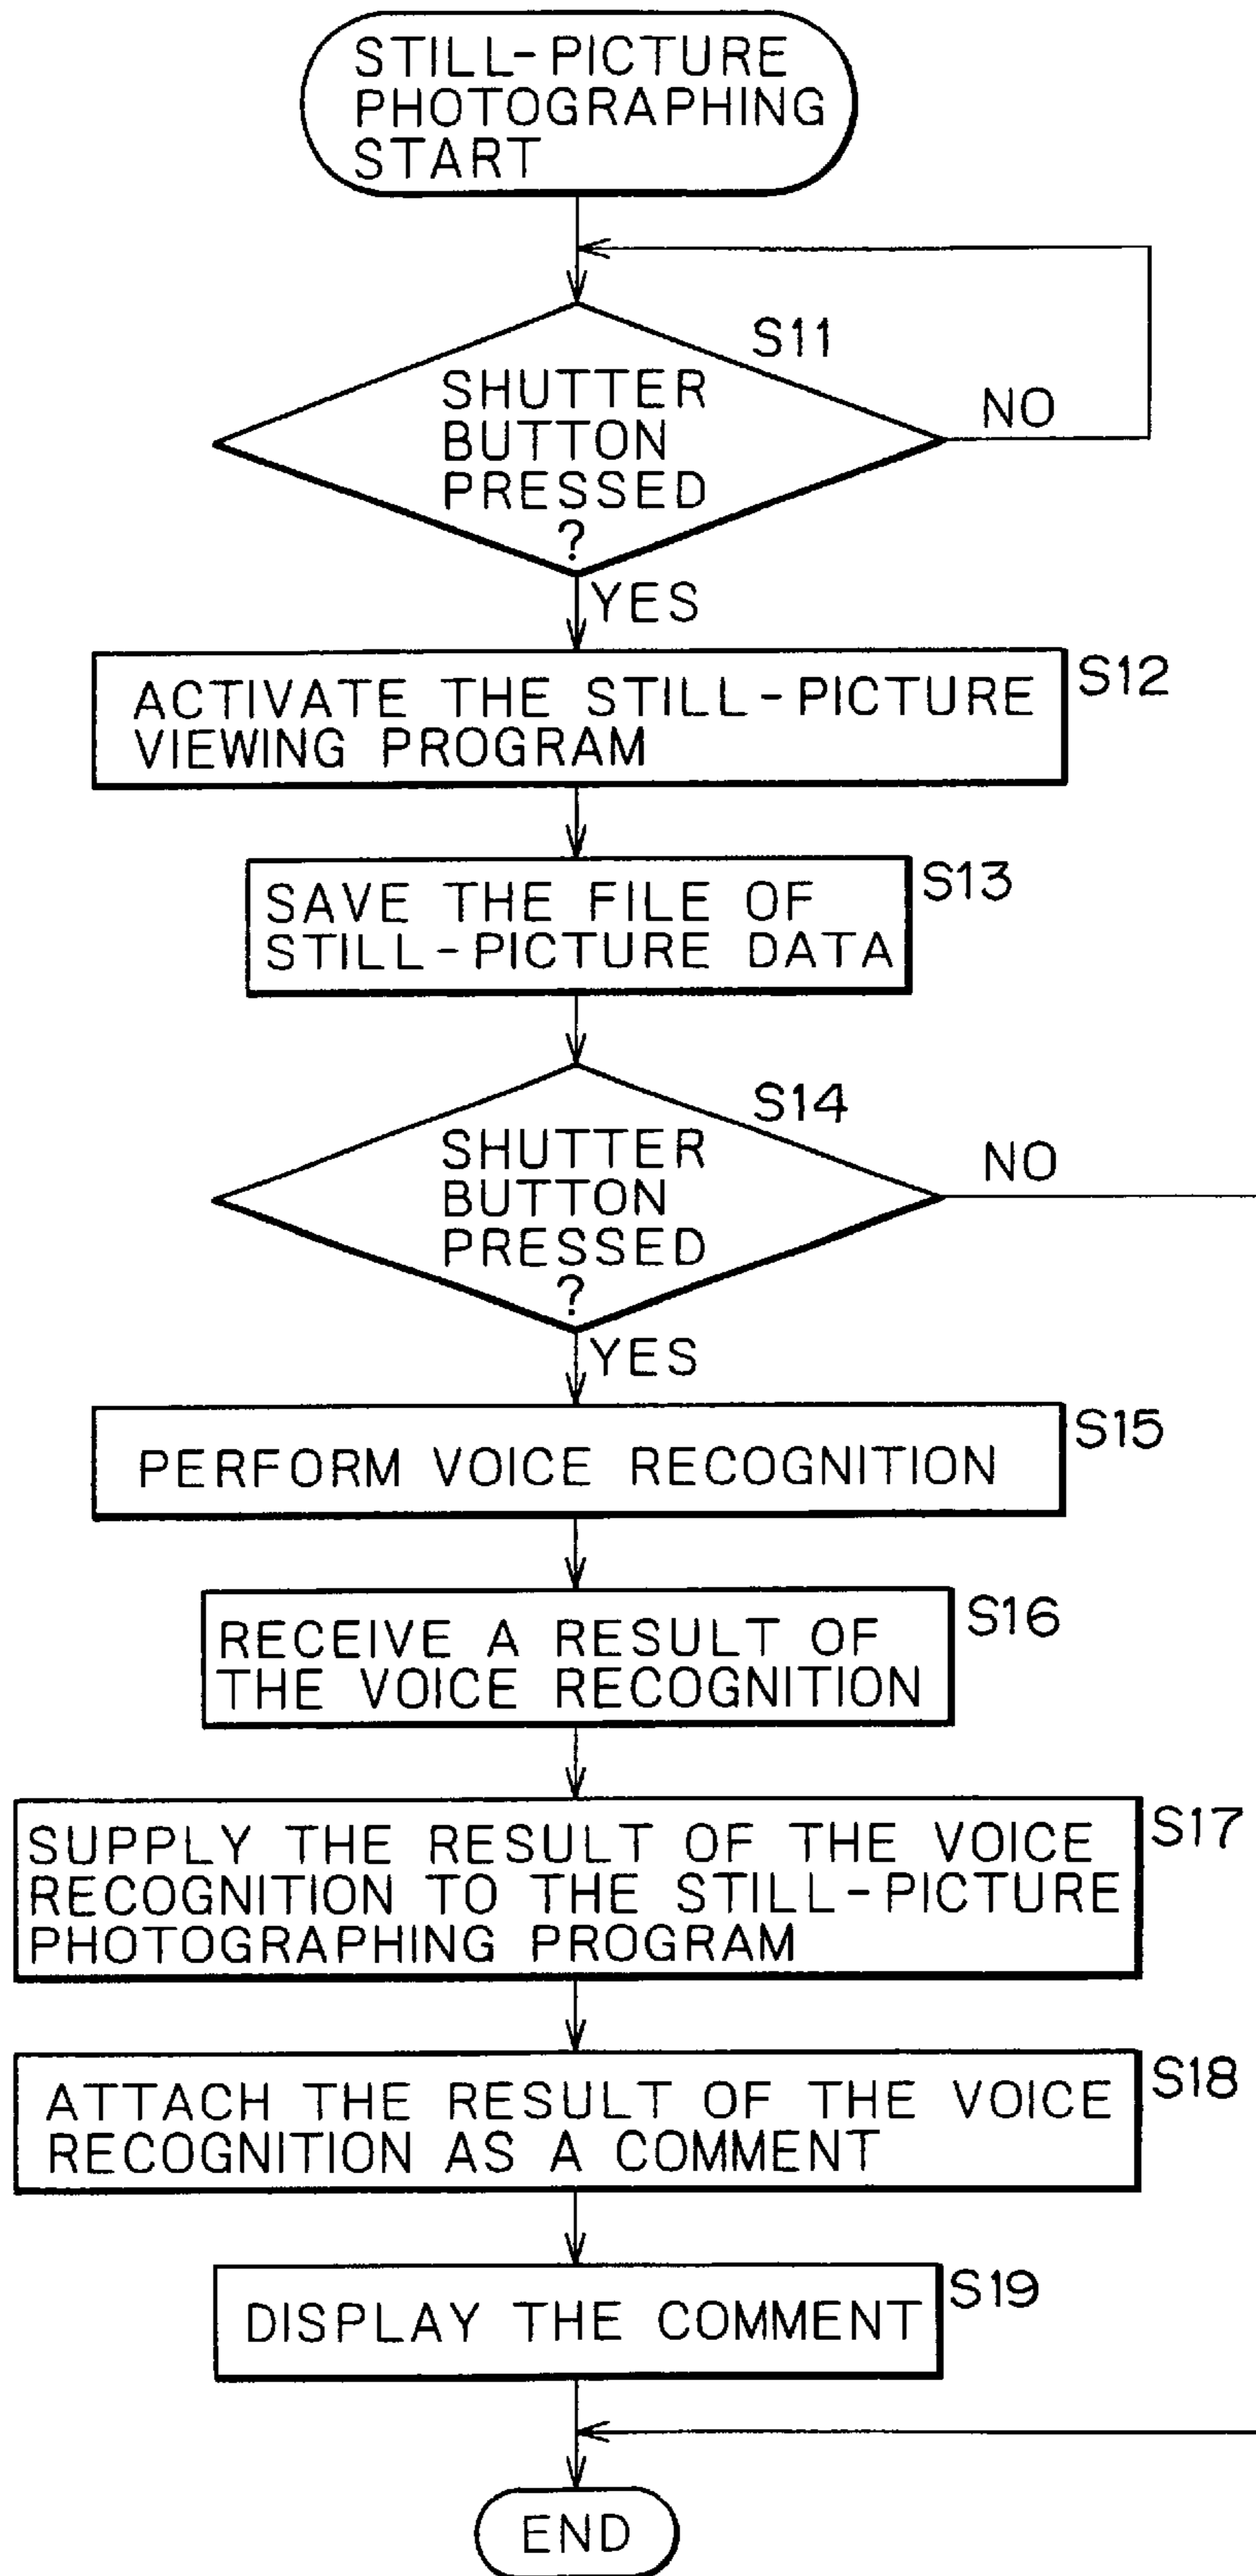 STILL-PICTURE
PHOTOGRAPHING
START
S11
SHUTTER
BUTTON
PRESSED
?
NO
YES
S12
ACTIVATE THE STILL-PICTURE
VIEWING PROGRAM
S13
SAVE THE FILE OF
STILL-PICTURE DATA
S14
SHUTTER
BUTTON
PRESSED
?
NO
YES
S15
PERFORM VOICE RECOGNITION
S16
RECEIVE A RESULT OF
THE VOICE RECOGNITION
S17
SUPPLY THE RESULT OF THE VOICE
RECOGNITION TO THE STILL-PICTURE
PHOTOGRAPHING PROGRAM
S18
ATTACH THE RESULT OF THE VOICE
RECOGNITION AS A COMMENT
S19
DISPLAY THE COMMENT
END